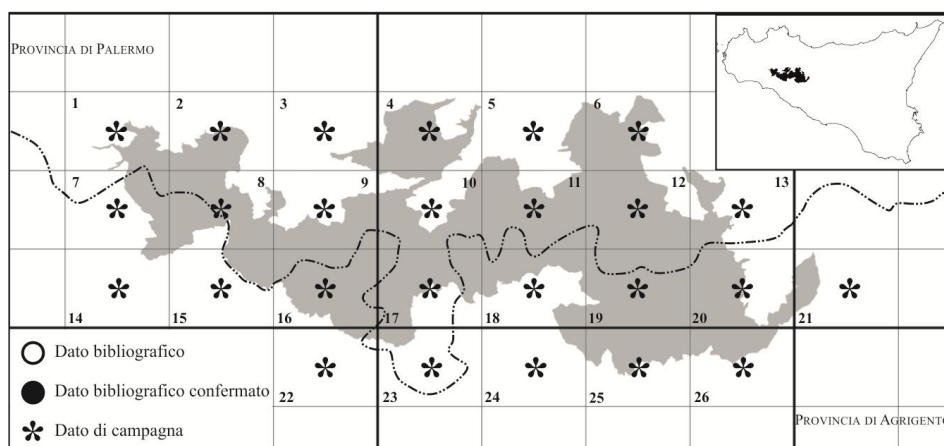 PROVINCIA DI PALERMO
1 2 3 4 5 6
7 8 9 10 11 12 13
14 15 16 17 18 19 20 21
Dato bibliografico
Dato bibliografico confermato
Dato di campagna
22 23 24 25 26
PROVINCIA DI AGRIGENTO